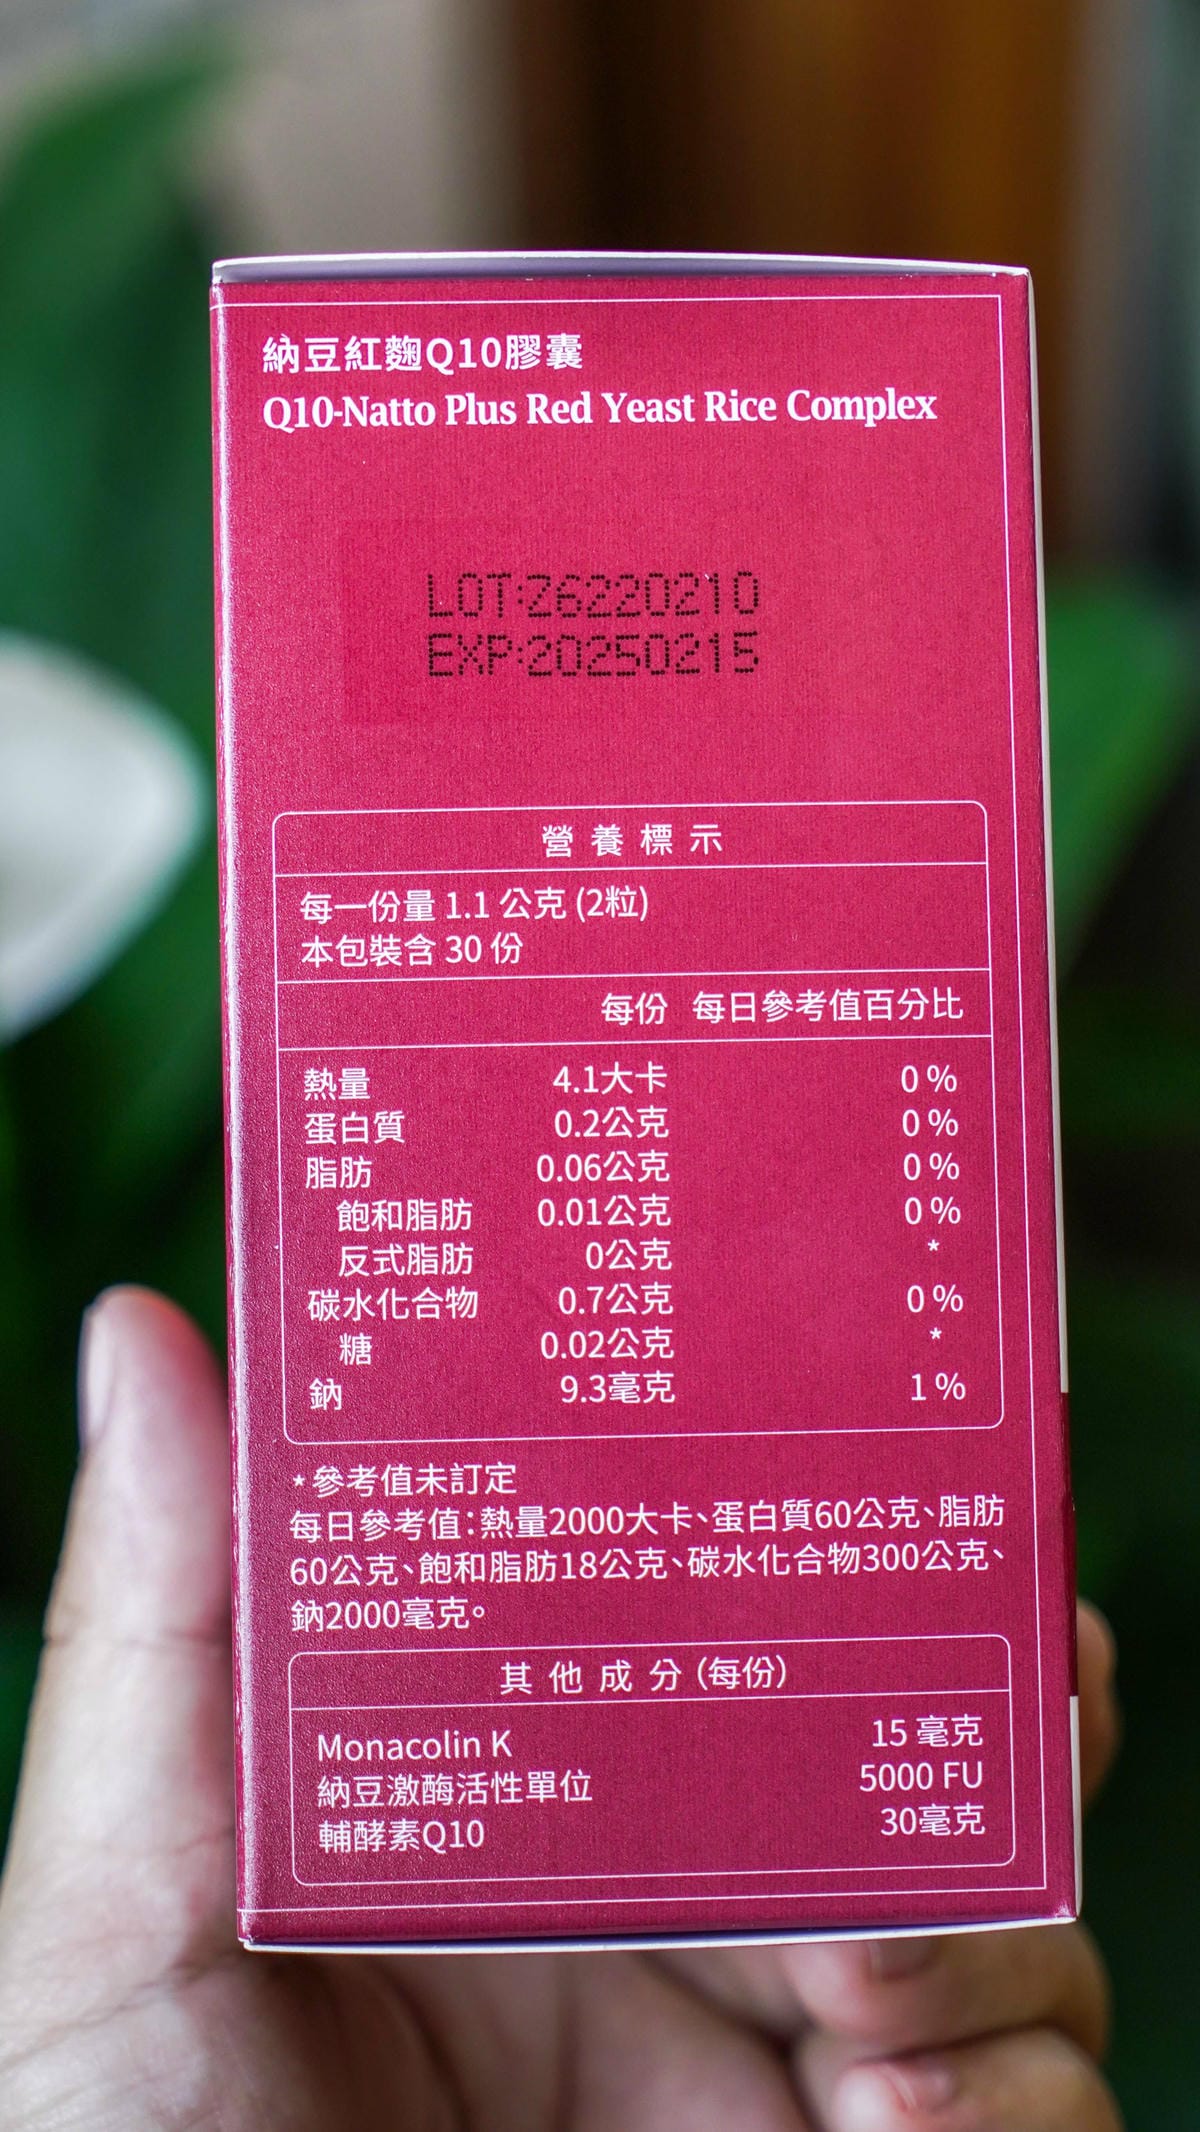 納豆紅麴Q10膠囊
Q10-Natto Plus Red Yeast Rice Complex
LOT:Z6220210
EXP:20250215
營養標示
每一份量 1.1 公克 (2粒)
本包裝含 30 份
每份 每日參考值百分比
熱量 4.1大卡 0%
蛋白質 0.2公克 0%
脂肪 0.06公克 0%
飽和脂肪 0.01公克 0%
反式脂肪 0公克 *
碳水化合物 0.7公克 0%
糖 0.02公克 *
鈉 9.3毫克 1%
*參考值未訂定
每日參考值:熱量2000大卡、蛋白質60公克、脂肪
60公克、飽和脂肪18公克、碳水化合物300公克、
鈉2000毫克。
其他成分 (每份)
Monacolin K 15 毫克
納豆激酶活性單位 5000 FU
輔酵素Q10 30毫克